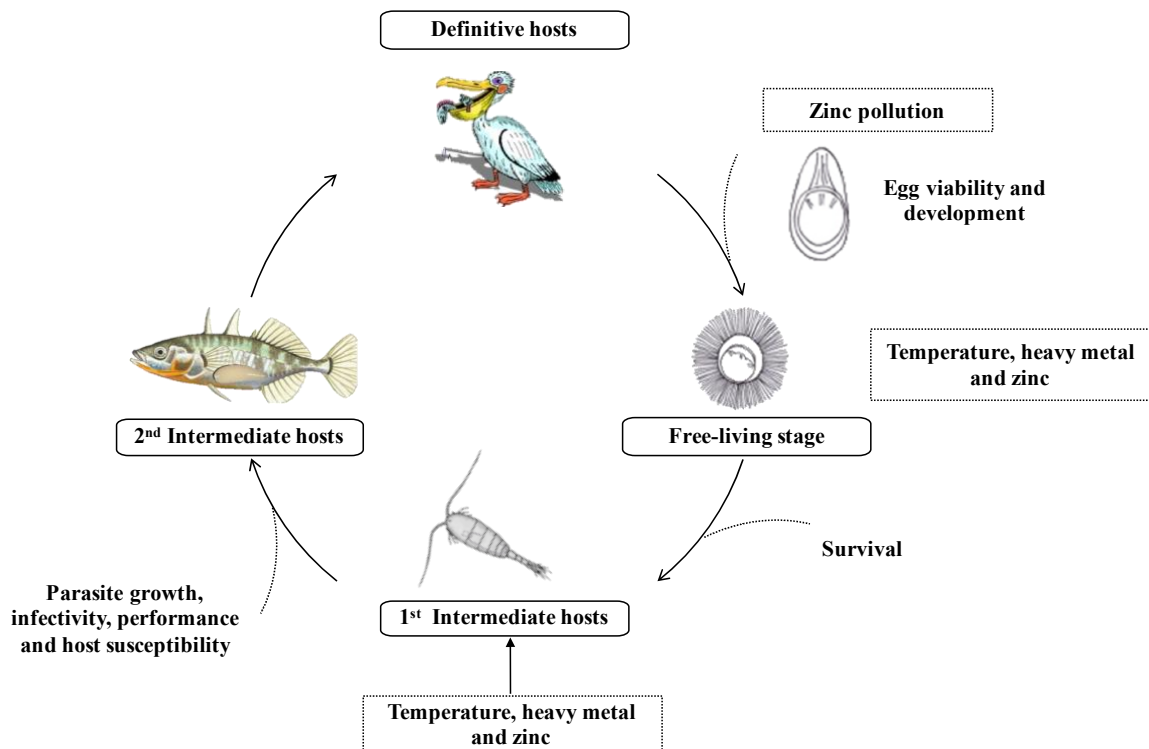 Definitive hosts
Zinc pollution
Egg viability and
development
Temperature, heavy metal
and zinc
2nd Intermediate hosts
Free-living stage
Survival
Parasite growth,
infectivity, performance
and host susceptibility
1st Intermediate hosts
Temperature, heavy metal
and zinc